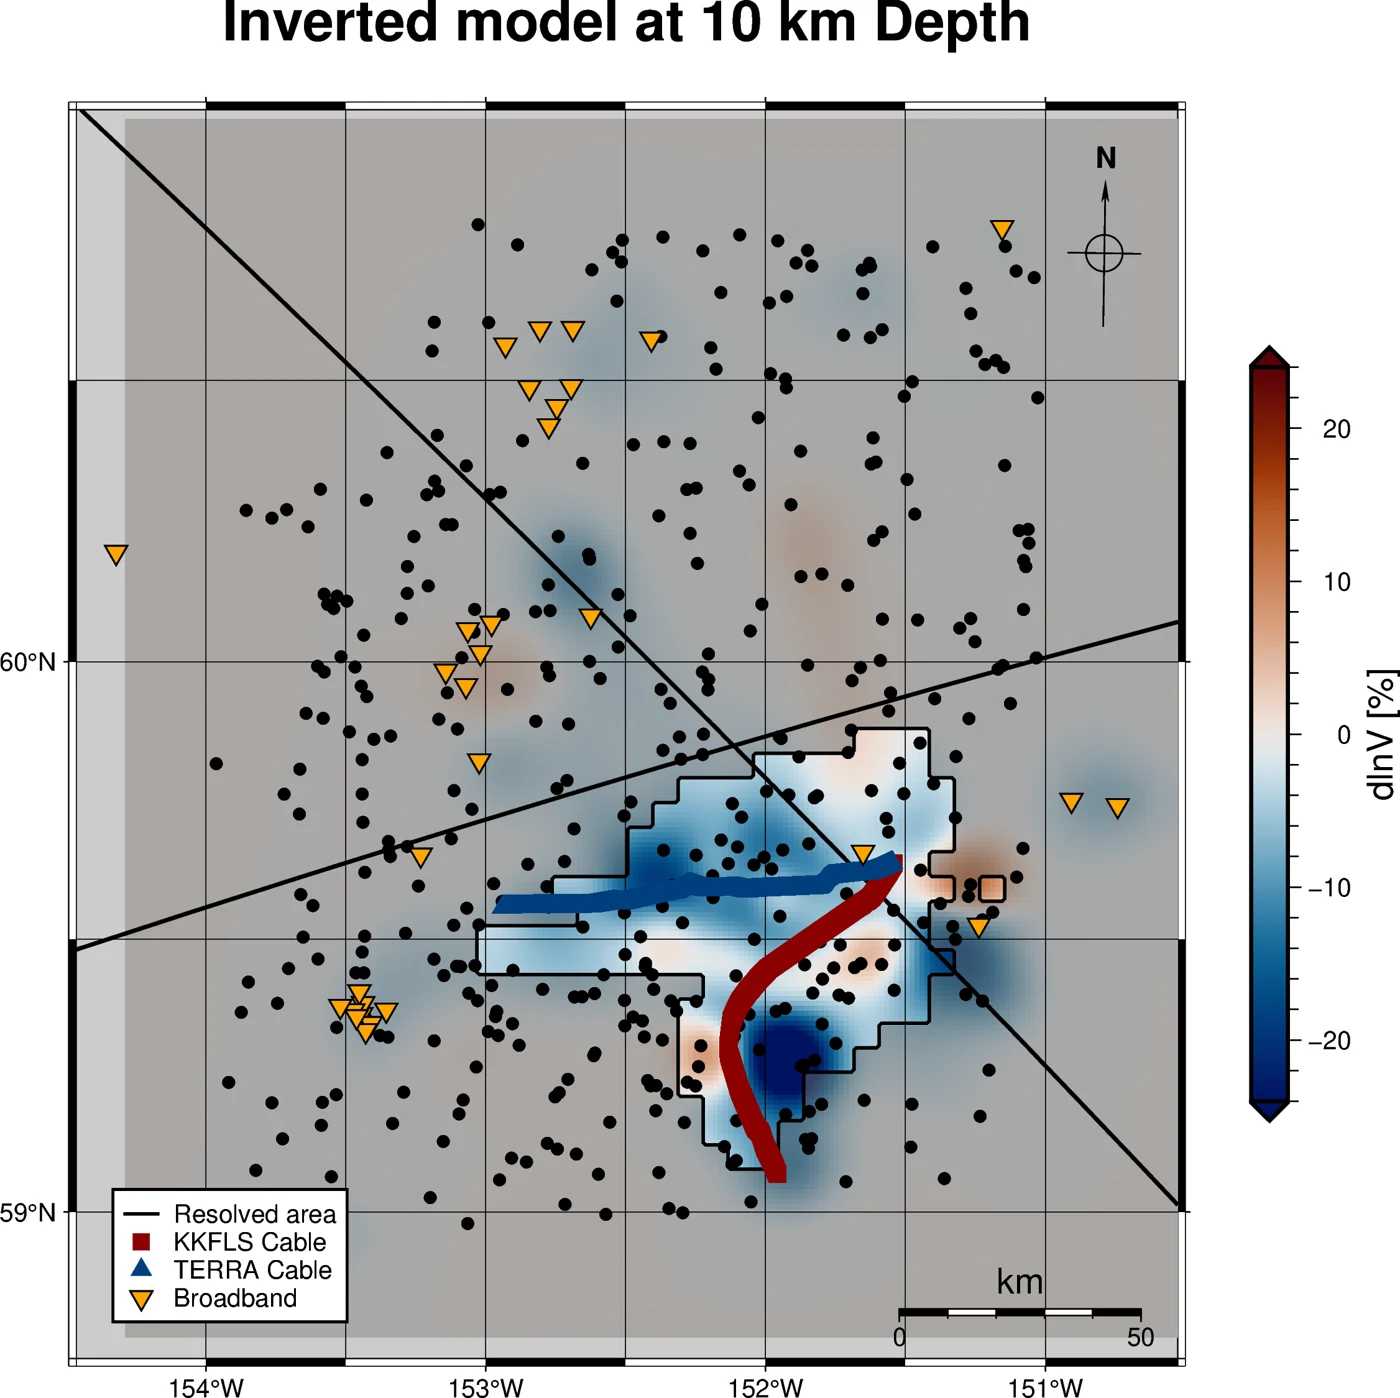 Inverted model at 10 km Depth
N
60°N
59°N
154°W
153°W
152°W
151°W
20
10
0
−10
−20
dlnV [%]
Resolved area
KKFLS Cable
TERRA Cable
Broadband
km
0
50